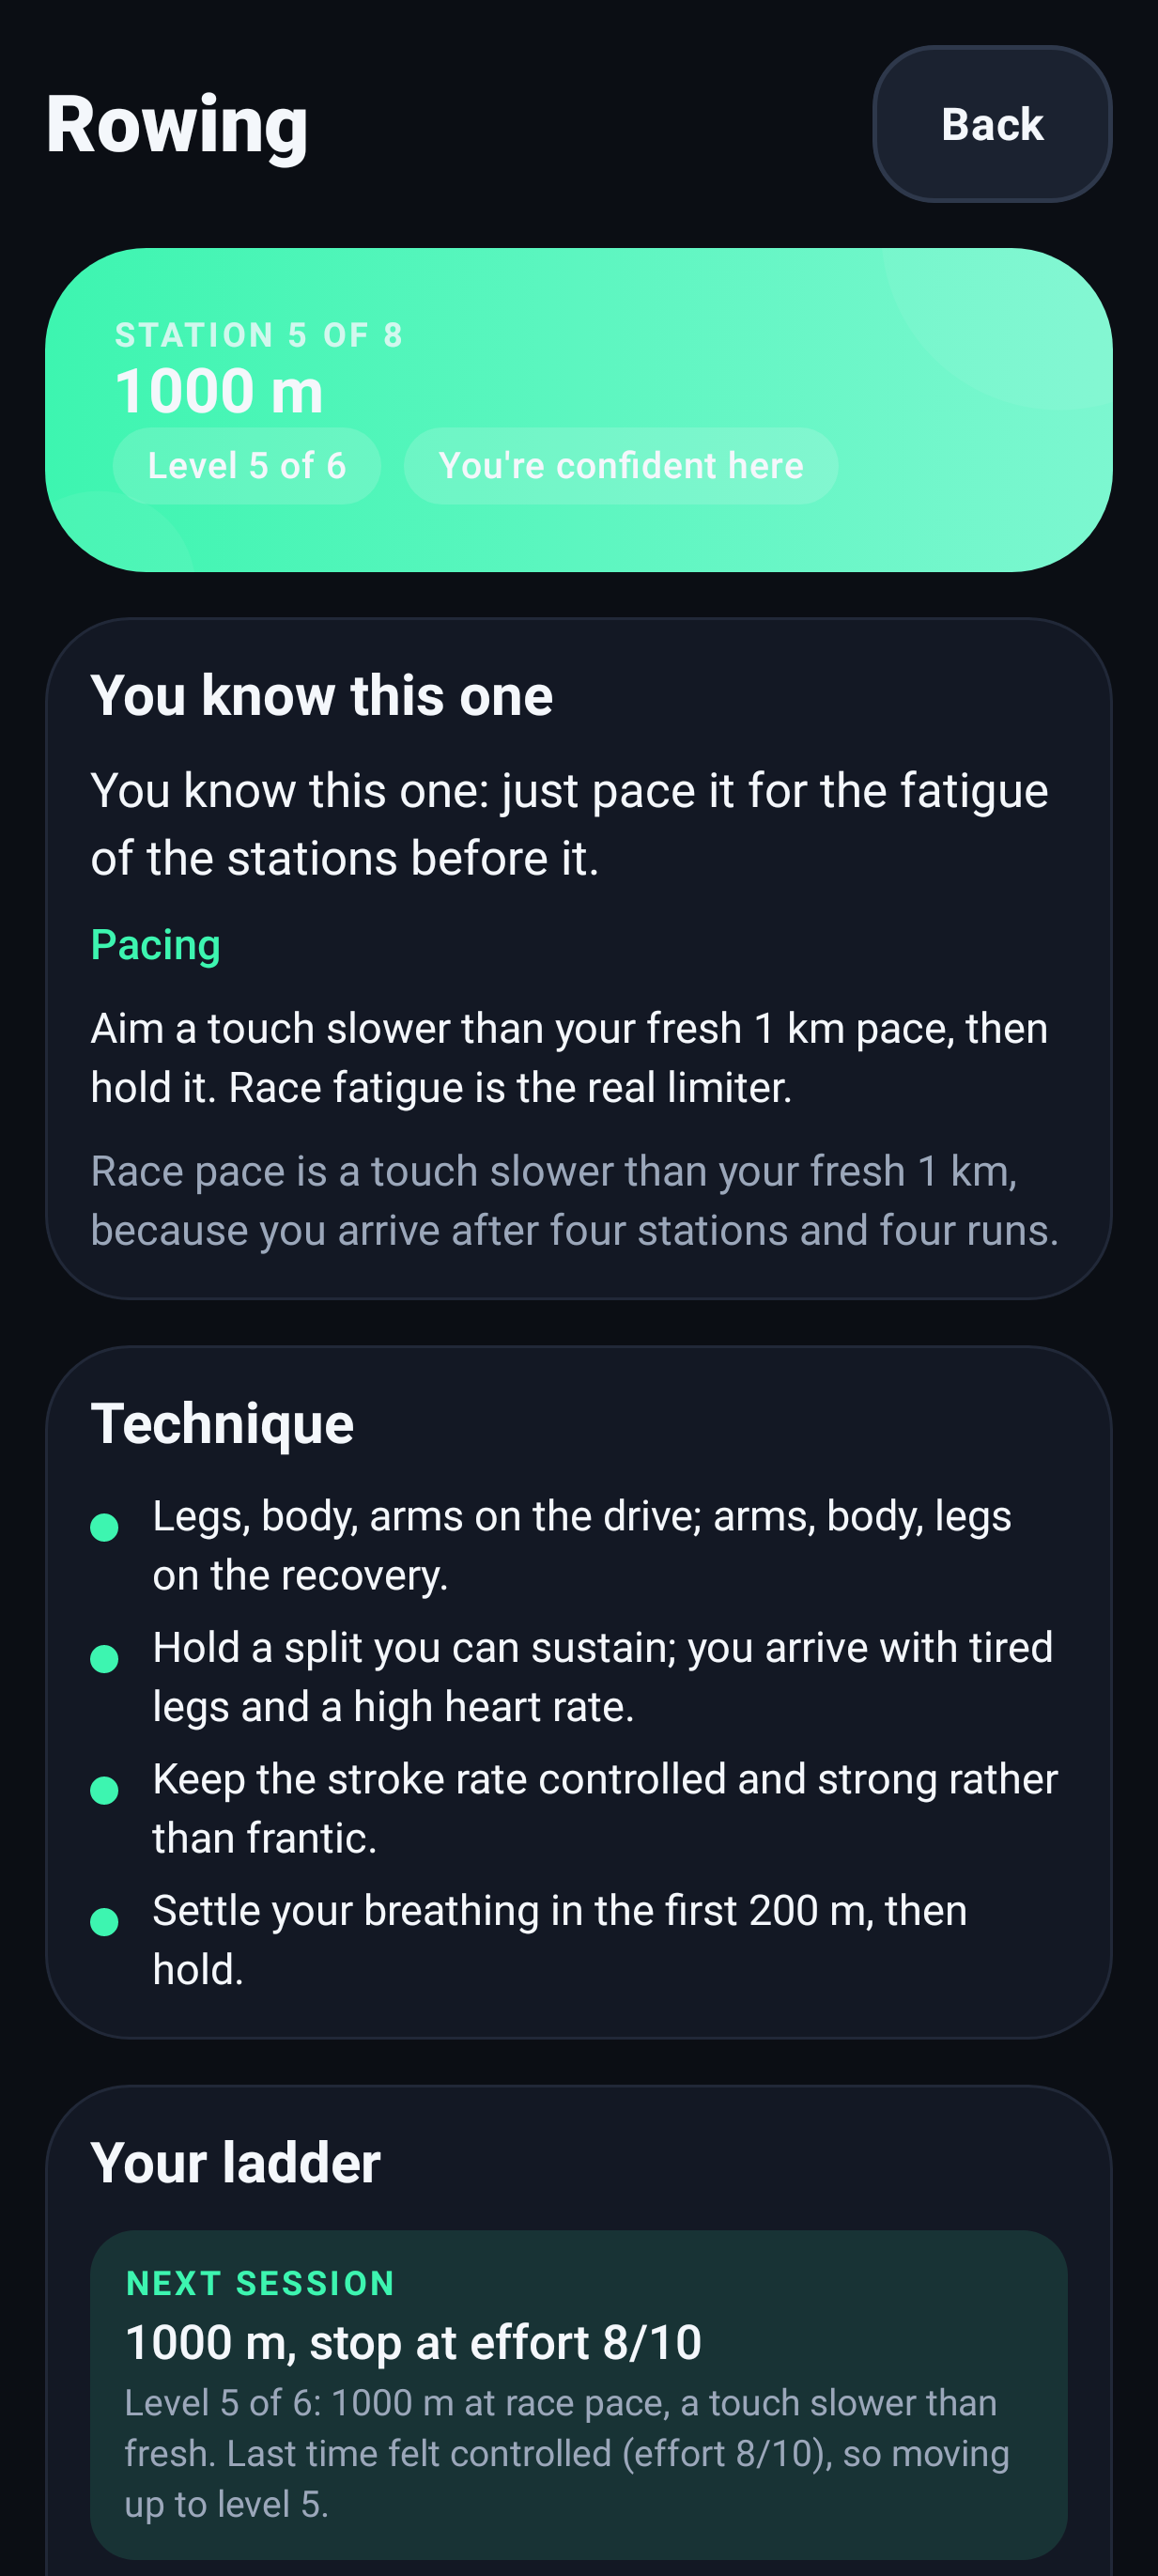 Rowing
Back
STATION 5 OF 8
1000 m
Level 5 of 6
You're confident here
You know this one
You know this one: just pace it for the fatigue
of the stations before it.
Pacing
Aim a touch slower than your fresh 1 km pace, then
hold it. Race fatigue is the real limiter.
Race pace is a touch slower than your fresh 1 km,
because you arrive after four stations and four runs.
Technique
Legs, body, arms on the drive; arms, body, legs
on the recovery.
Hold a split you can sustain; you arrive with tired
legs and a high heart rate.
Keep the stroke rate controlled and strong rather
than frantic.
Settle your breathing in the first 200 m, then
hold.
Your ladder
NEXT SESSION
1000 m, stop at effort 8/10
Level 5 of 6: 1000 m at race pace, a touch slower than
fresh. Last time felt controlled (effort 8/10), so moving
up to level 5.